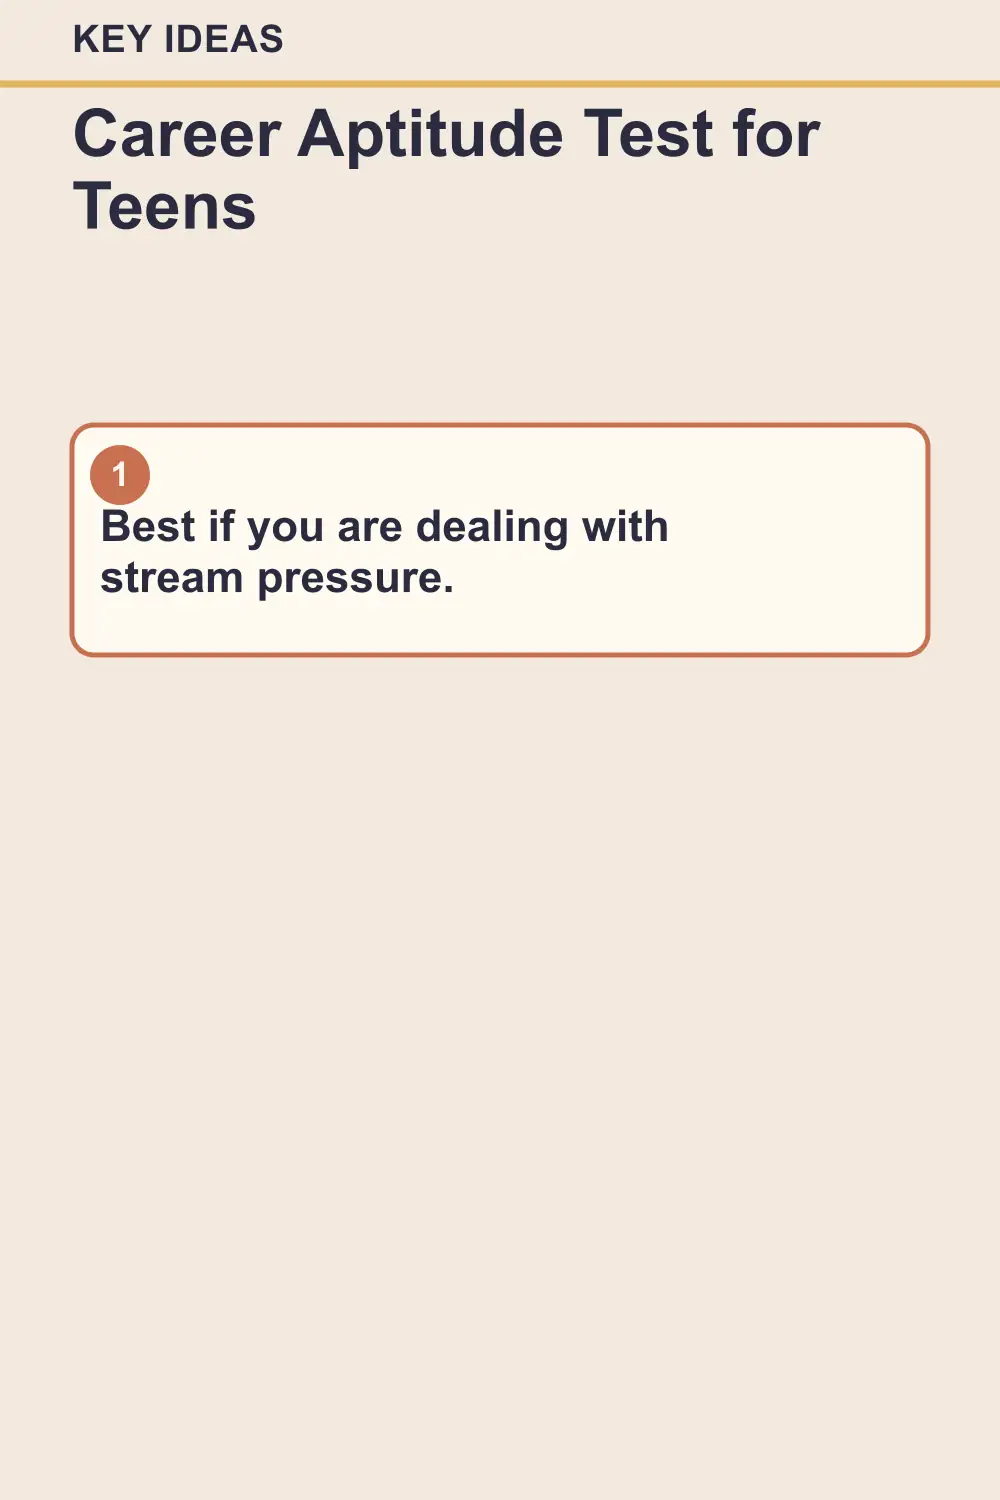 KEY IDEAS
Career Aptitude Test for
Teens
1
Best if you are dealing with
stream pressure.